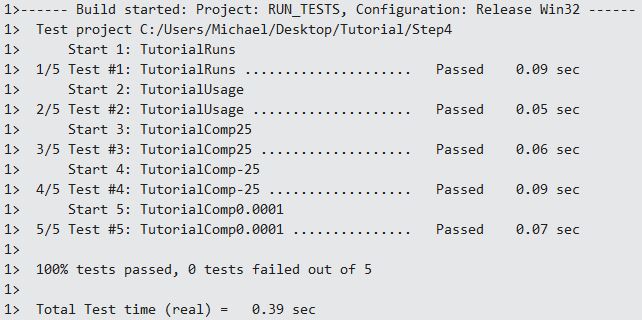 1>------ Build started: Project: RUN_TESTS, Configuration: Release Win32 ------
1>  Test project C:/Users/Michael/Desktop/Tutorial/Step4
1>      Start 1: TutorialRuns
1>  1/5 Test #1: TutorialRuns .....................   Passed    0.09 sec
1>      Start 2: TutorialUsage
1>  2/5 Test #2: TutorialUsage ....................   Passed    0.05 sec
1>      Start 3: TutorialComp25
1>  3/5 Test #3: TutorialComp25 ...................   Passed    0.06 sec
1>      Start 4: TutorialComp-25
1>  4/5 Test #4: TutorialComp-25 ..................   Passed    0.09 sec
1>      Start 5: TutorialComp0.0001
1>  5/5 Test #5: TutorialComp0.0001 ...............   Passed    0.07 sec
1>
1>  100% tests passed, 0 tests failed out of 5
1>
1>  Total Test time (real) =   0.39 sec